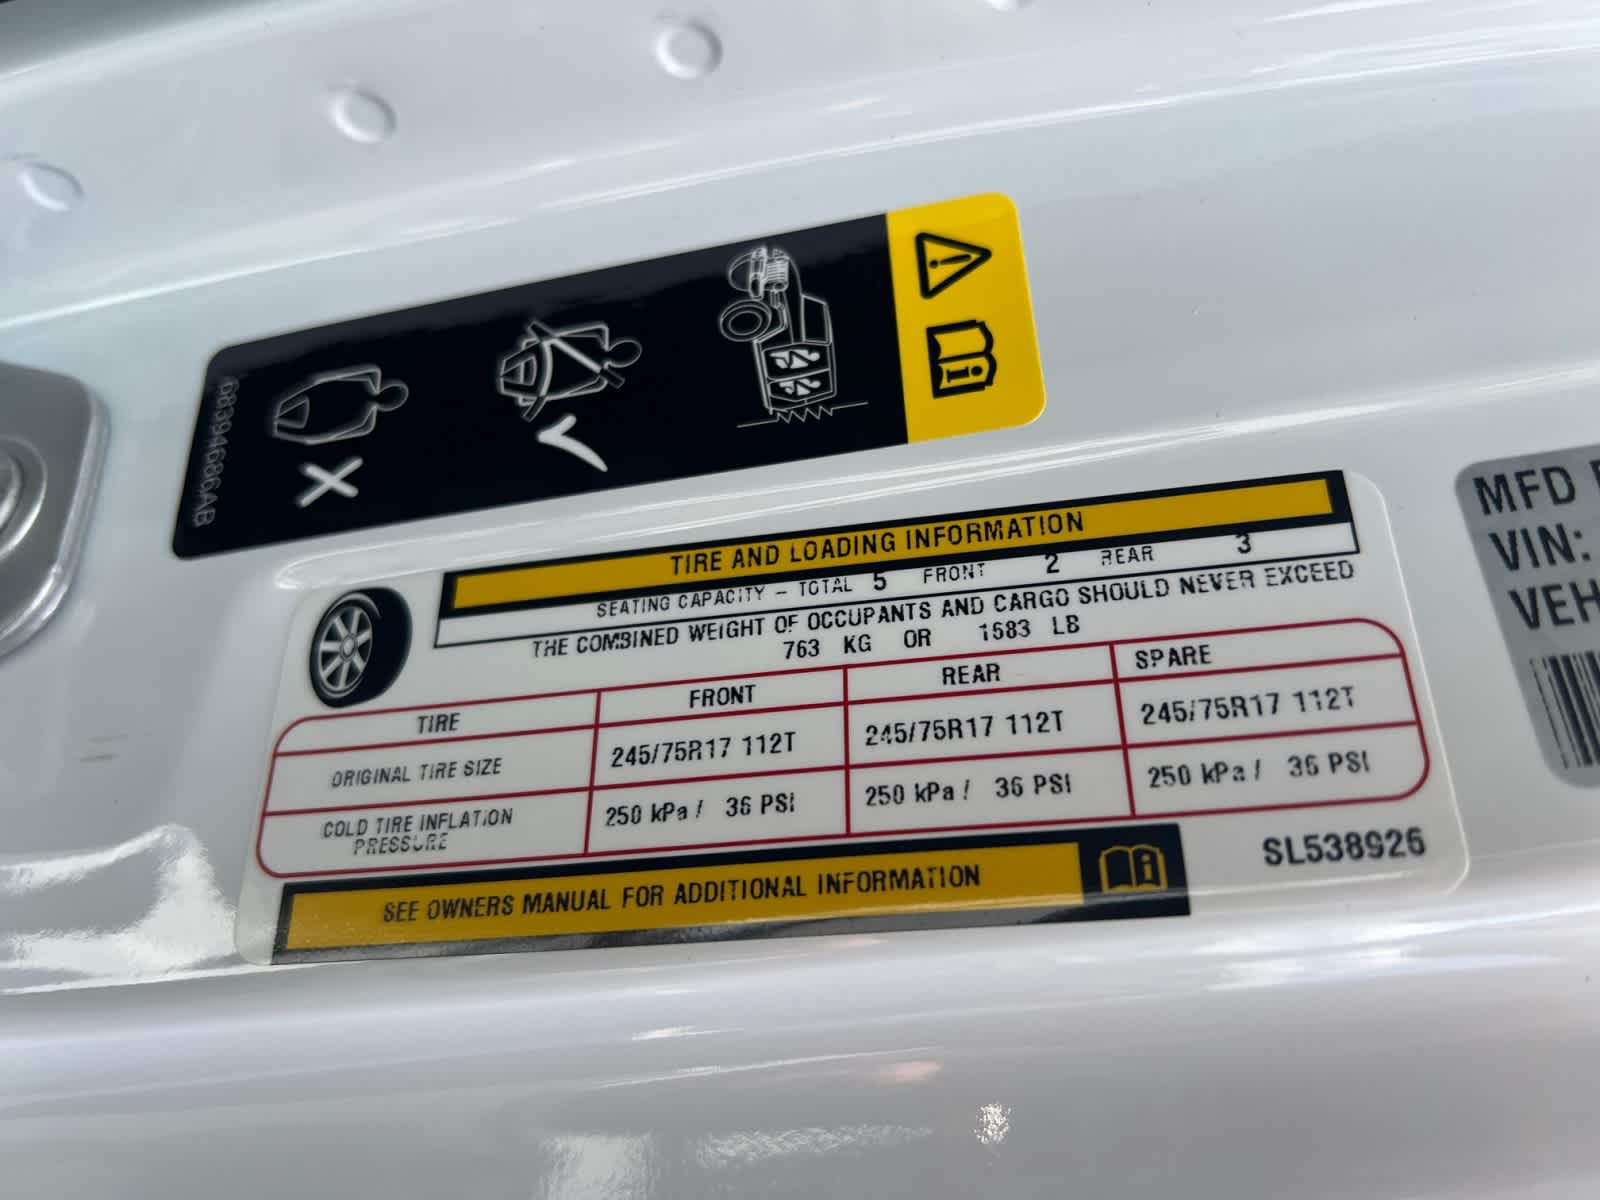 68394686AB
TIRE AND LOADING INFORMATION
SEATING CAPACITY – TOTAL 5 FRONT 2 REAR 3
THE COMBINED WEIGHT OF OCCUPANTS AND CARGO SHOULD NEVER EXCEED
763 KG OR 1583 LB
TIRE FRONT REAR SPARE
ORIGINAL TIRE SIZE 245/75R17 112T 245/75R17 112T 245/75R17 112T
COLD TIRE INFLATION PRESSURE 250 kPa / 36 PSI 250 kPa / 36 PSI 250 kPa / 36 PSI
SEE OWNERS MANUAL FOR ADDITIONAL INFORMATION
SL538926
MFD
VIN:
VEH